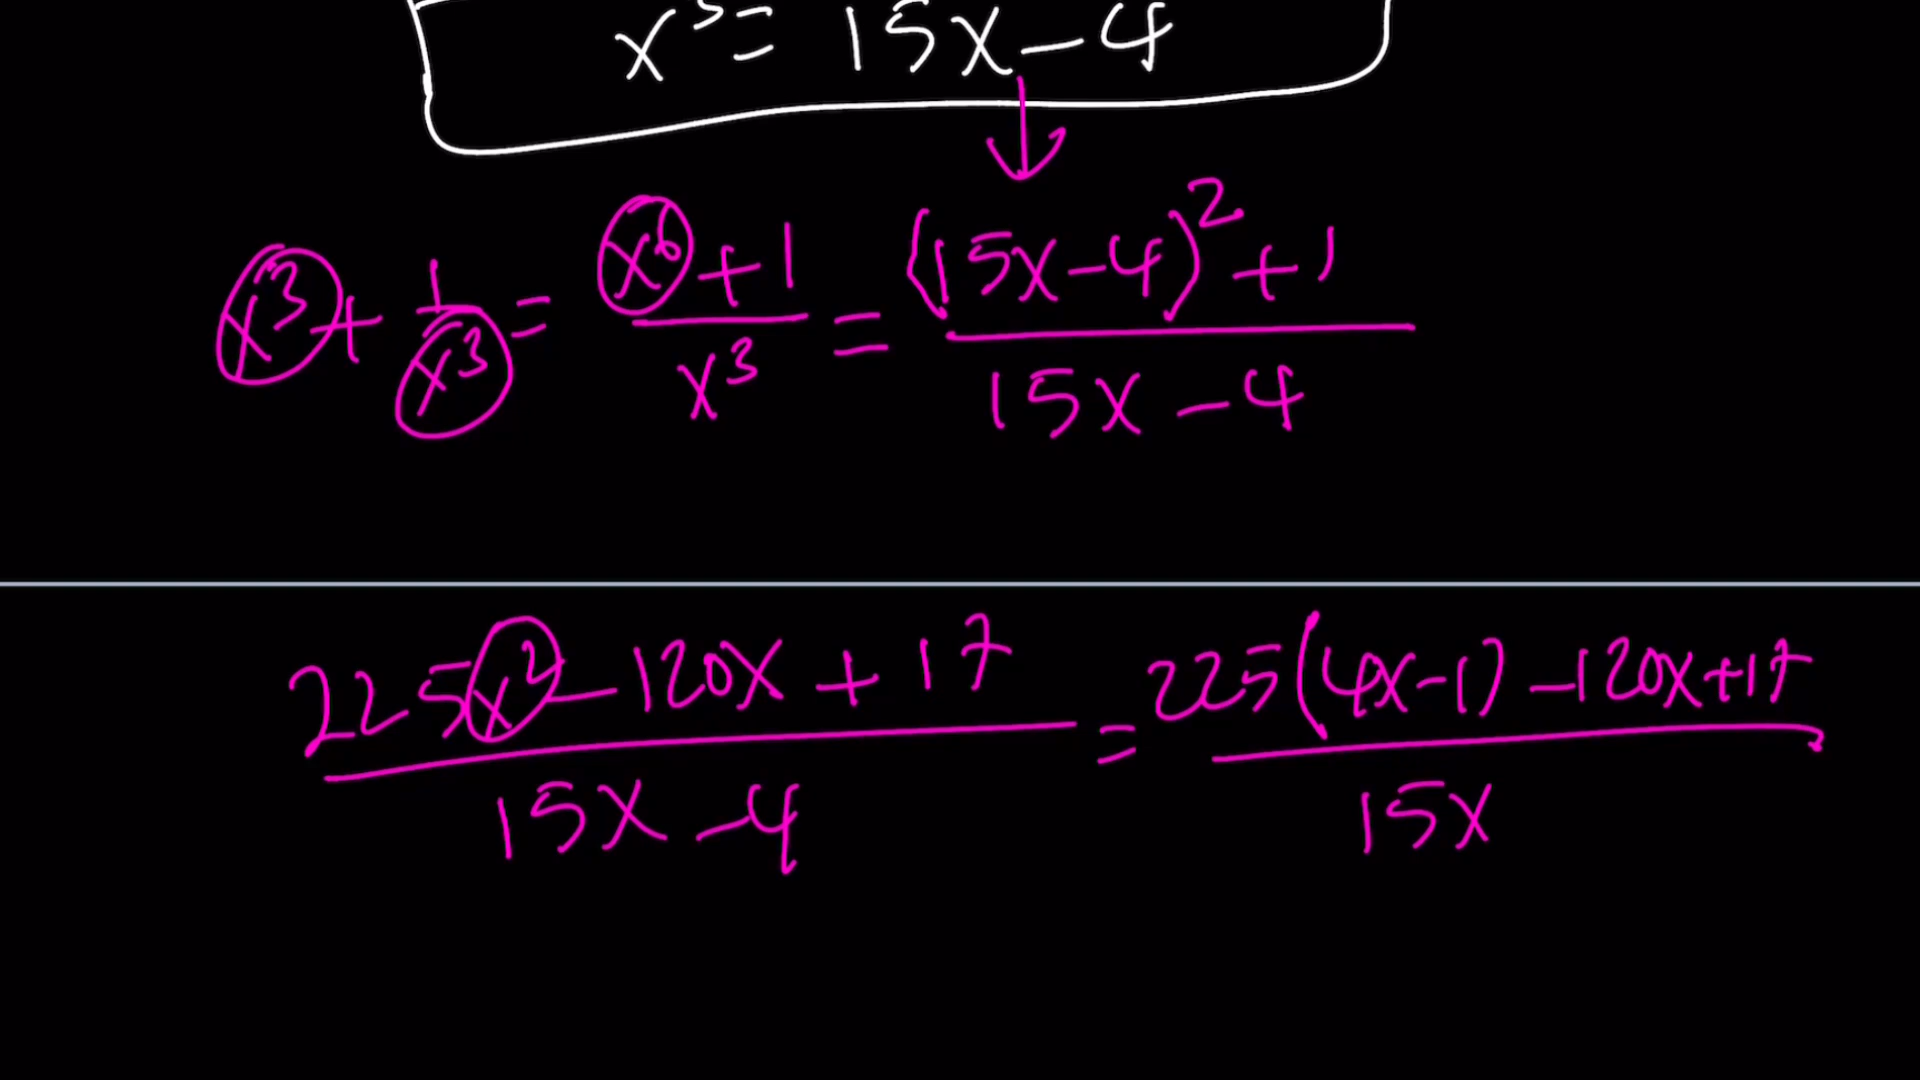 x³ = 15x - 4
x³ + 1/x³ = (x⁶ + 1)/x³ = ((15x - 4)² + 1)/(15x - 4)
(225x² - 120x + 17)/(15x - 4) = (225(4x - 1) - 120x + 17)/(15x